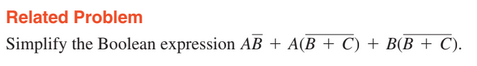 Related Problem
Simplify the Boolean expression AB̅ + A(B̅ ̅+̅ ̅C̅) + B(B̅ ̅+̅ ̅C̅).